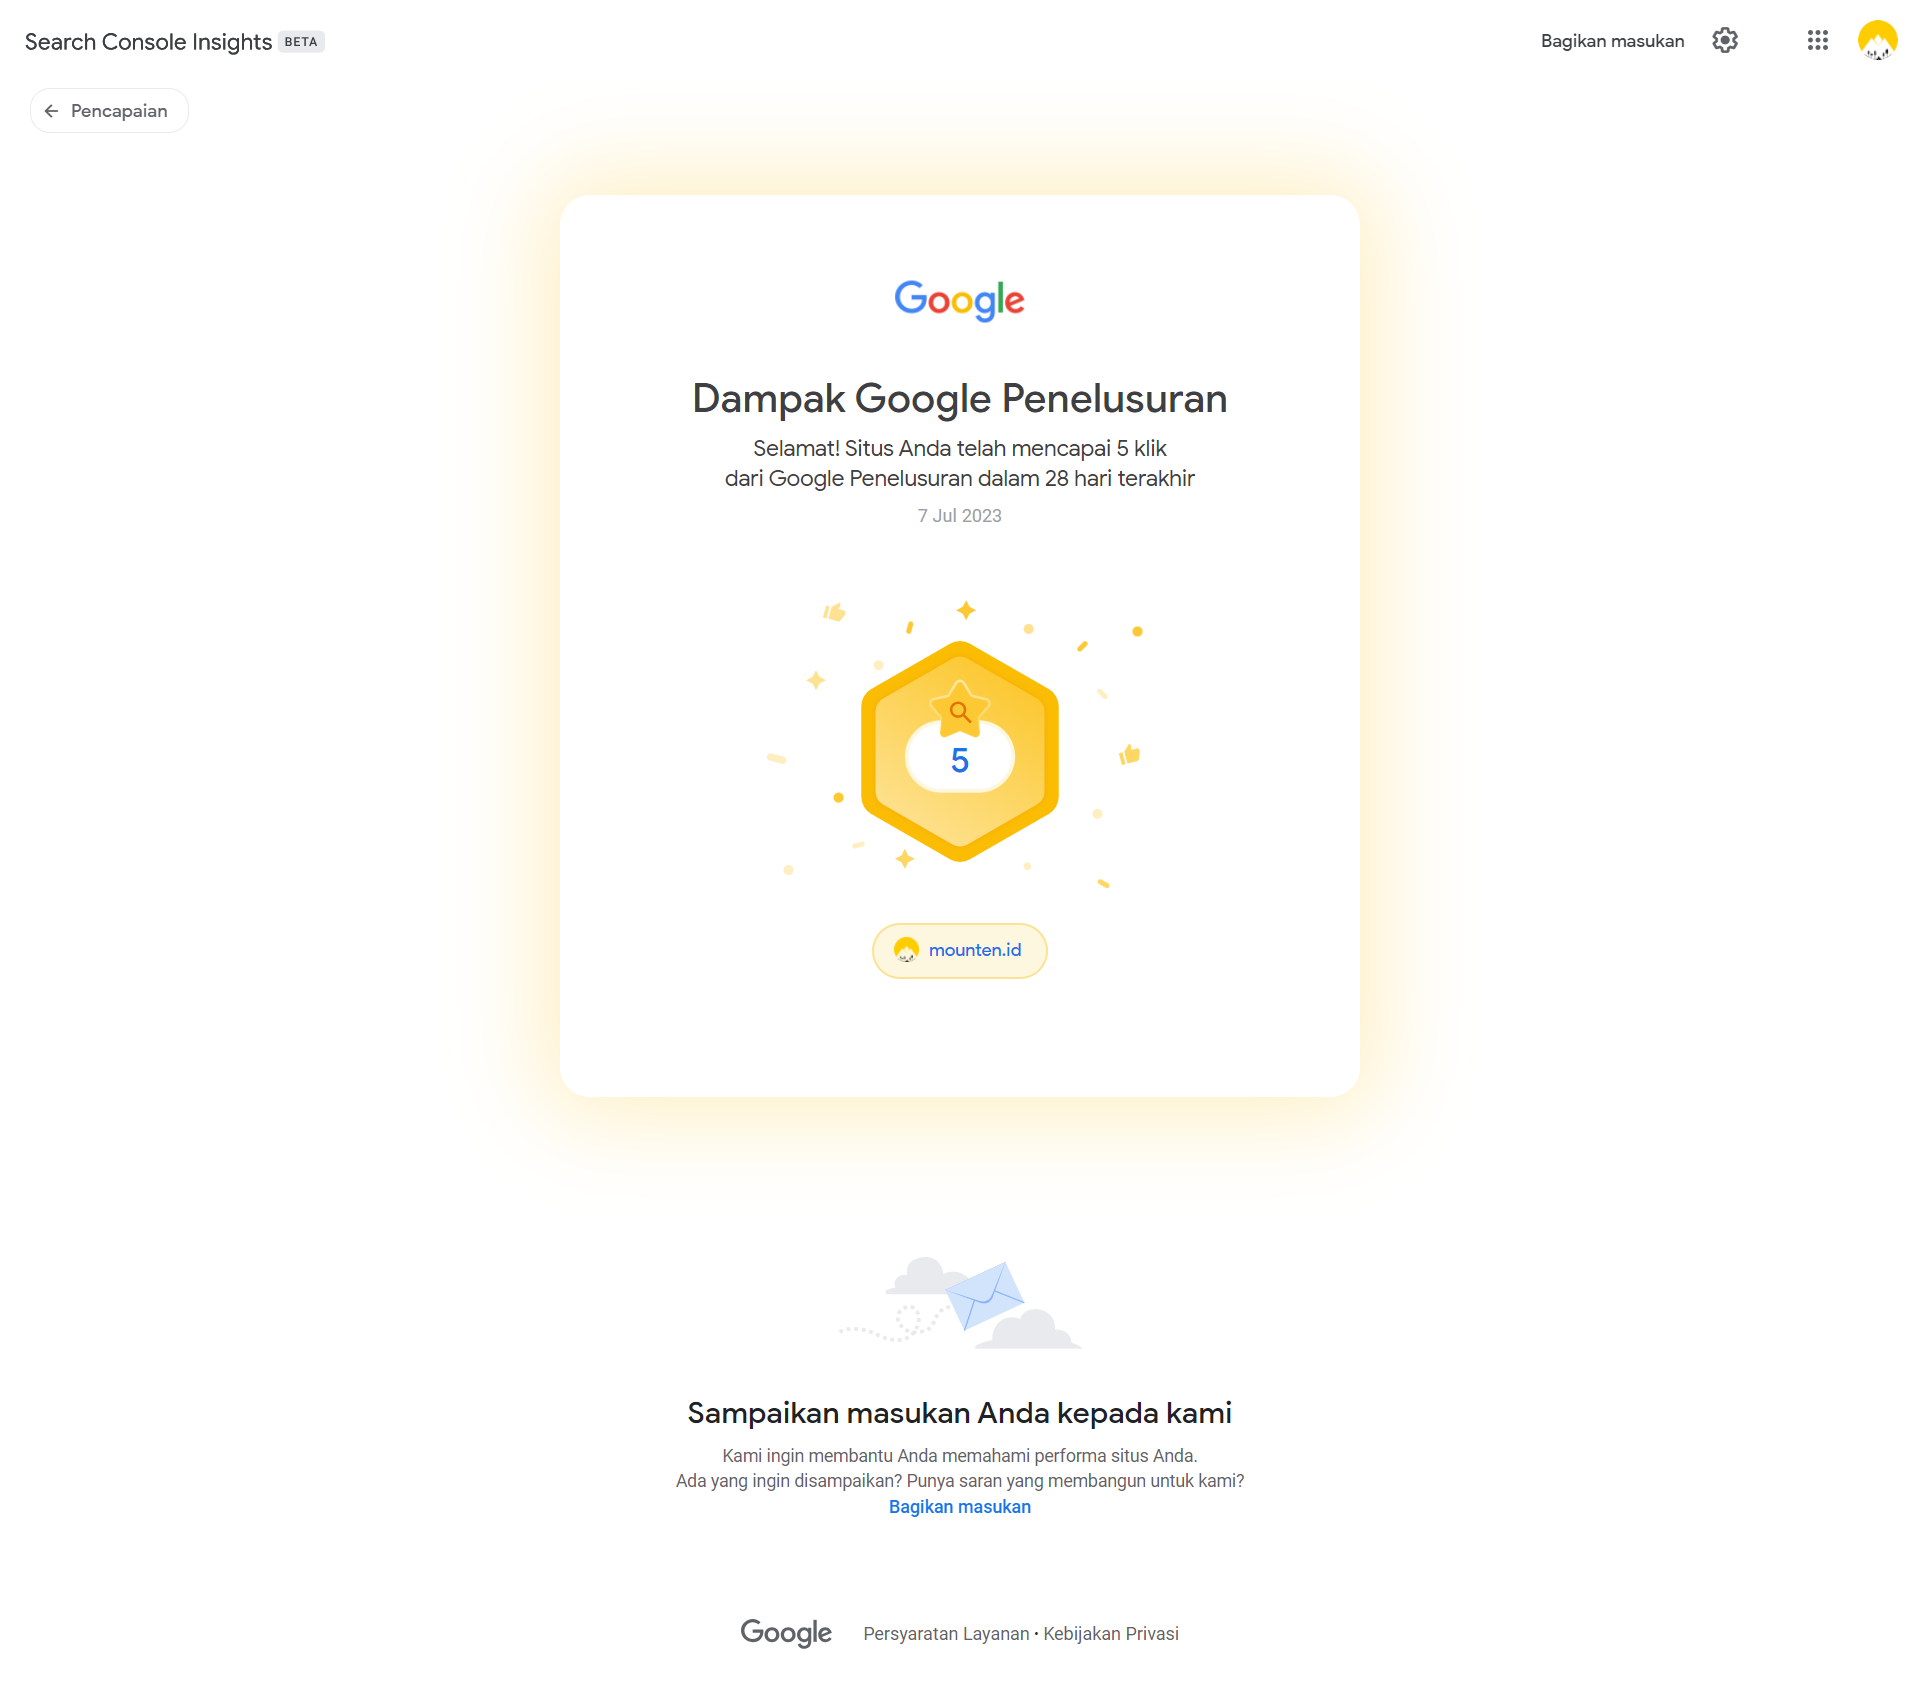 Search Console Insights BETA
Bagikan masukan
Pencapaian
Google
Dampak Google Penelusuran
Selamat! Situs Anda telah mencapai 5 klik
dari Google Penelusuran dalam 28 hari terakhir
7 Jul 2023
5
mounten.id
Sampaikan masukan Anda kepada kami
Kami ingin membantu Anda memahami performa situs Anda.
Ada yang ingin disampaikan? Punya saran yang membangun untuk kami?
Bagikan masukan
Google Persyaratan Layanan • Kebijakan Privasi